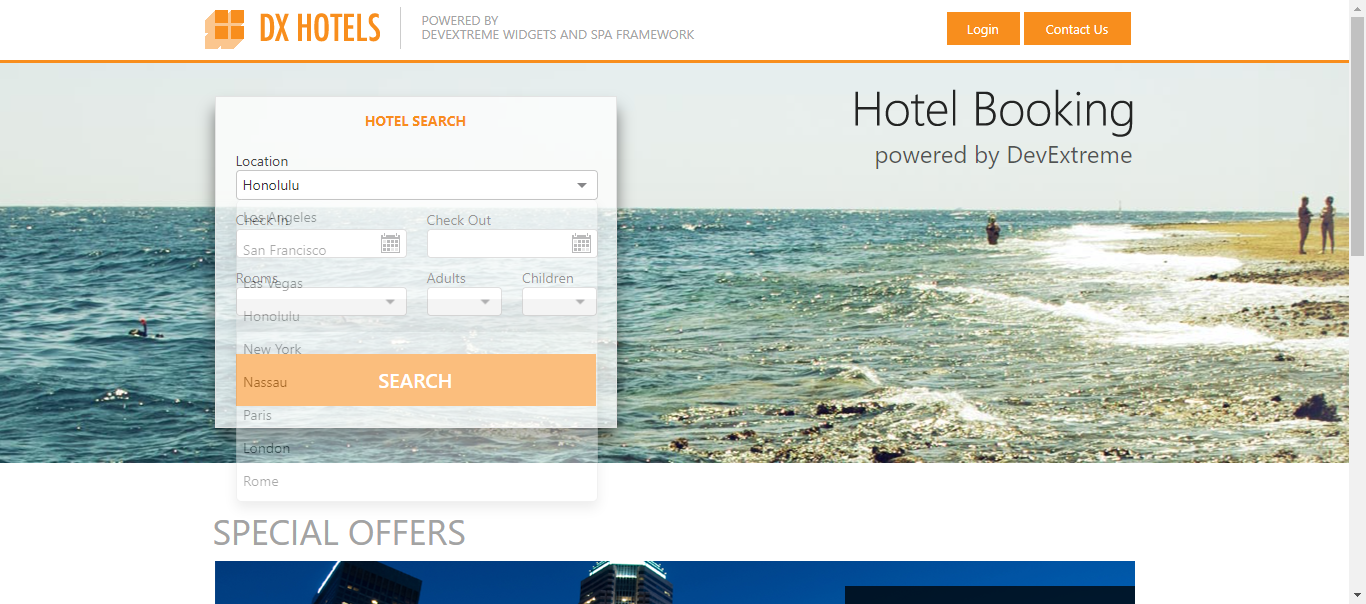 DX HOTELS
POWERED BY
DEVEXTREME WIDGETS AND SPA FRAMEWORK
Login
Contact Us
Hotel Booking
powered by DevExtreme
HOTEL SEARCH
Location
Honolulu
Check In
Check Out
Los Angeles
San Francisco
Rooms
Adults
Children
Las Vegas
Honolulu
New York
Nassau
SEARCH
Paris
London
Rome
SPECIAL OFFERS